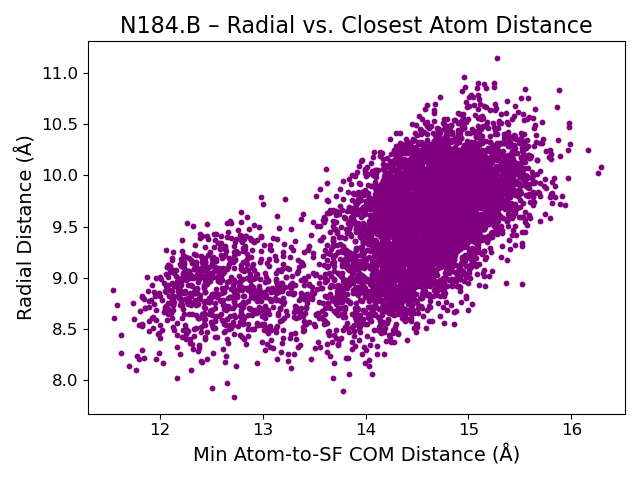 N184.B – Radial vs. Closest Atom Distance
11.0
10.5
10.0
9.5
9.0
8.5
8.0
Radial Distance (Å)
12 13 14 15 16
Min Atom-to-SF COM Distance (Å)